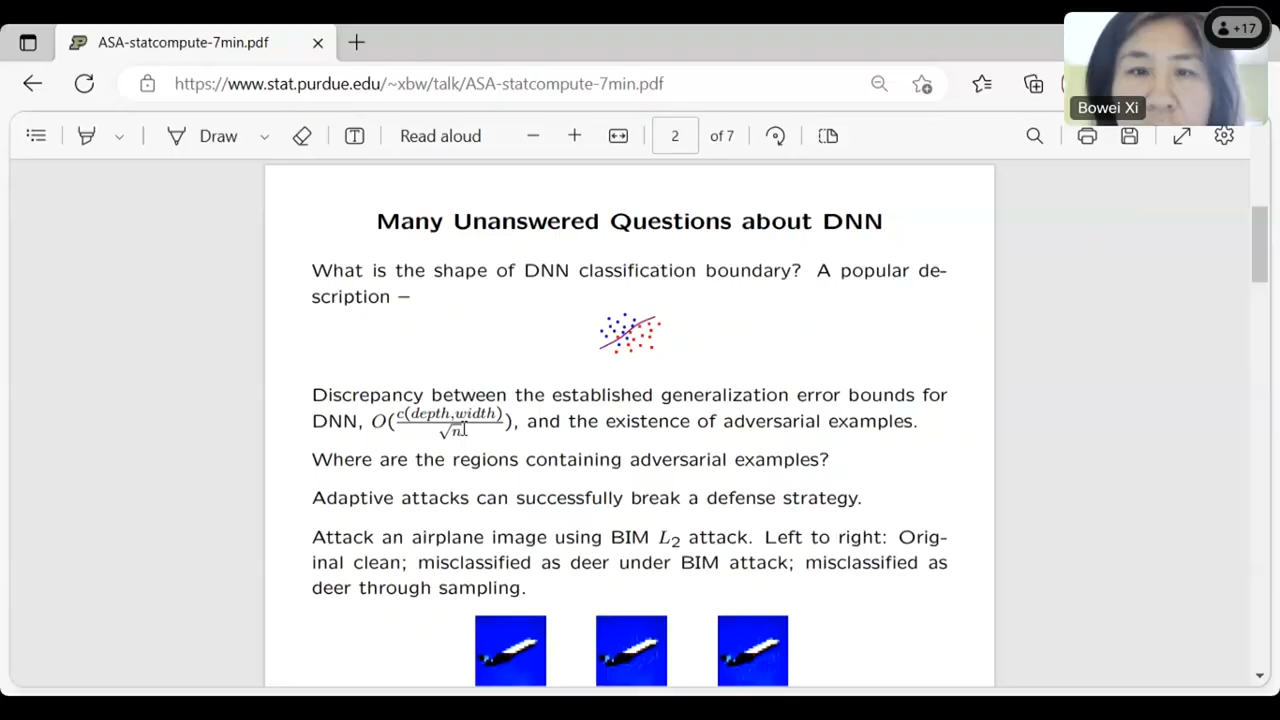 ASA-statcompute-7min.pdf
+17
https://www.stat.purdue.edu/~xbw/talk/ASA-statcompute-7min.pdf
Bowei Xi
Draw
Read aloud
2 of 7
Many Unanswered Questions about DNN
What is the shape of DNN classification boundary? A popular de-
scription –
Discrepancy between the established generalization error bounds for
DNN, O(c(depth,width)/√n), and the existence of adversarial examples.
Where are the regions containing adversarial examples?
Adaptive attacks can successfully break a defense strategy.
Attack an airplane image using BIM L₂ attack. Left to right: Orig-
inal clean; misclassified as deer under BIM attack; misclassified as
deer through sampling.